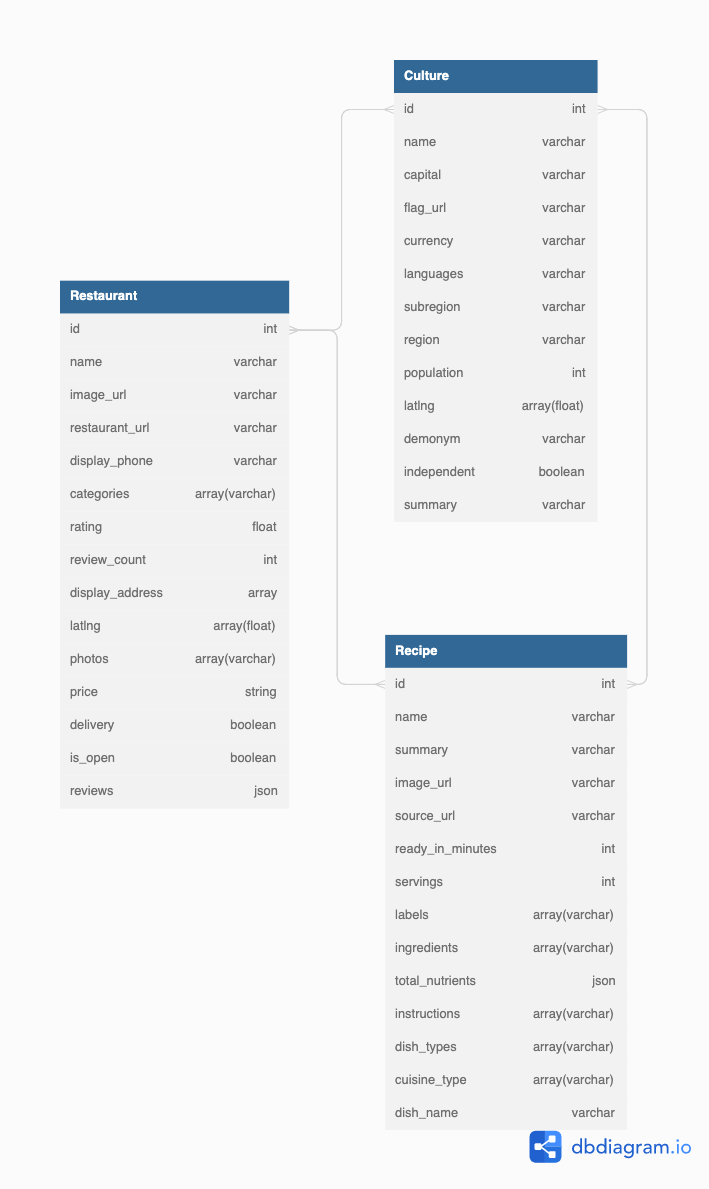 Culture
id int
name varchar
capital varchar
flag_url varchar
currency varchar
languages varchar
subregion varchar
region varchar
population int
latlng array(float)
demonym varchar
independent boolean
summary varchar
Restaurant
id int
name varchar
image_url varchar
restaurant_url varchar
display_phone varchar
categories array(varchar)
rating float
review_count int
display_address array
latlng array(float)
photos array(varchar)
price string
delivery boolean
is_open boolean
reviews json
Recipe
id int
name varchar
summary varchar
image_url varchar
source_url varchar
ready_in_minutes int
servings int
labels array(varchar)
ingredients array(varchar)
total_nutrients json
instructions array(varchar)
dish_types array(varchar)
cuisine_type array(varchar)
dish_name varchar
dbdiagram.io